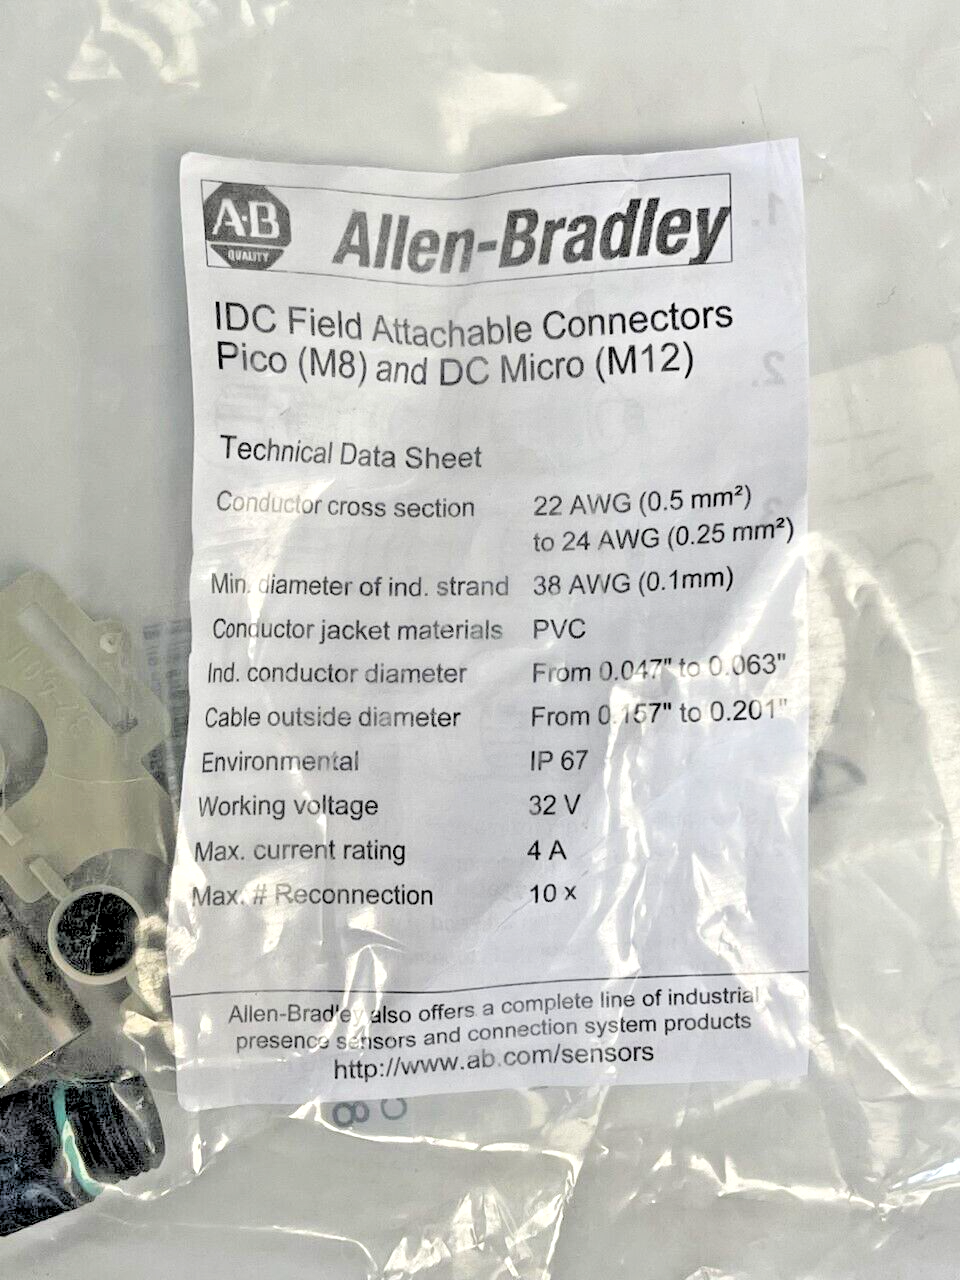 A·B
QUALITY
Allen-Bradley
IDC Field Attachable Connectors
Pico (M8) and DC Micro (M12)
Technical Data Sheet
Conductor cross section 22 AWG (0.5 mm²)
to 24 AWG (0.25 mm²)
Min. diameter of ind. strand 38 AWG (0.1mm)
Conductor jacket materials PVC
Ind. conductor diameter From 0.047" to 0.063"
Cable outside diameter From 0.157" to 0.201"
Environmental IP 67
Working voltage 32 V
Max. current rating 4 A
Max. # Reconnection 10 x
Allen-Bradley also offers a complete line of industrial
presence sensors and connection system products
http://www.ab.com/sensors
1.
2.